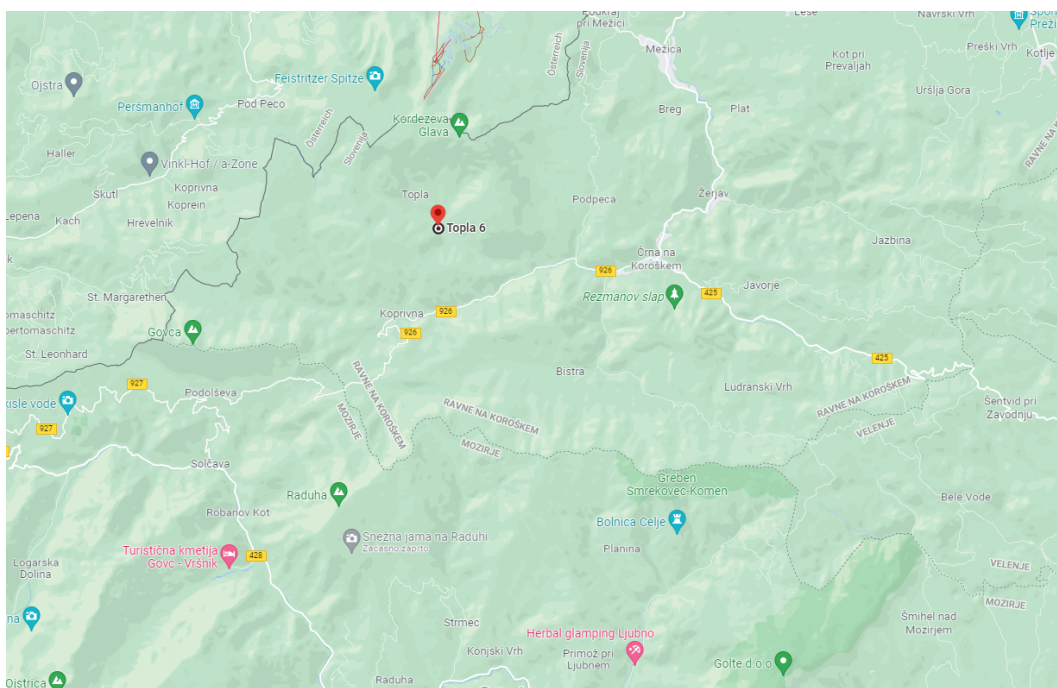 Podkraj
pri Mežici
Lese
Navrški Vrh
Mežica
Kot pri
Prevaljah
Preški Vrh
Kotlje
Österreich
Slovenija
Ojstra
Feistritzer Spitze
Peršmanhof
Pod Peco
Uršlja Gora
Breg
Plat
Kordeževa
Glava
Österreich
Slovenija
Haller
Vinkl-Hof / a-Zone
Koprivna
Skutl
Koprein
Topla
Podpeca
Žerjav
Lepena
Kach
Hrevelnik
Topla 6
Jazbina
Črna na
Koroškem
926
St. Margarethen
Rezmanov slap
425
Javorje
Koprivna
926
926
Govca
St. Leonhard
425
Bistra
927
Podolševa
RAVNE NA KOROŠKEM
MOZIRJE
Ludranski Vrh
RAVNE NA KOROŠKEM
VELENJE
Šentvid pri
Zavodnju
kisle vode
927
RAVNE NA KOROŠKEM
MOZIRJE
Solčava
Greben
Smrekovec-Komen
Raduha
Robanov Kot
Bele Vode
Bolnica Celje
Snežna jama na Raduhi
Začasno zaprto
Planina
Turistična kmetija
Govc - Vršnik
428
Logarska
Dolina
VELENJE
MOZIRJE
Strmec
Šmihel nad
Mozirjem
Herbal glamping Ljubno
Konjski Vrh
Primož pri
Ljubnem
Golte d.o.o
Ojstrica
Raduha